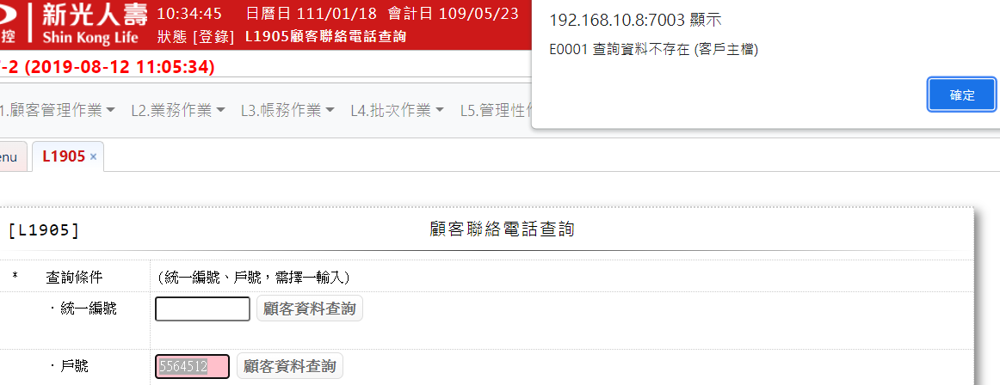 控 新光人壽 Shin Kong Life
10:34:45 日曆日 111/01/18 會計日 109/05/23
狀態 [登錄] L1905顧客聯絡電話查詢
192.168.10.8:7003 顯示
E0001 查詢資料不存在 (客戶主檔)
確定
-2 (2019-08-12 11:05:34)
1.顧客管理作業 L2.業務作業 L3.帳務作業 L4.批次作業 L5.管理性
enu L1905 ×
[L1905] 顧客聯絡電話查詢
* 查詢條件 (統一編號、戶號，需擇一輸入)
．統一編號 顧客資料查詢
．戶號 5564512 顧客資料查詢